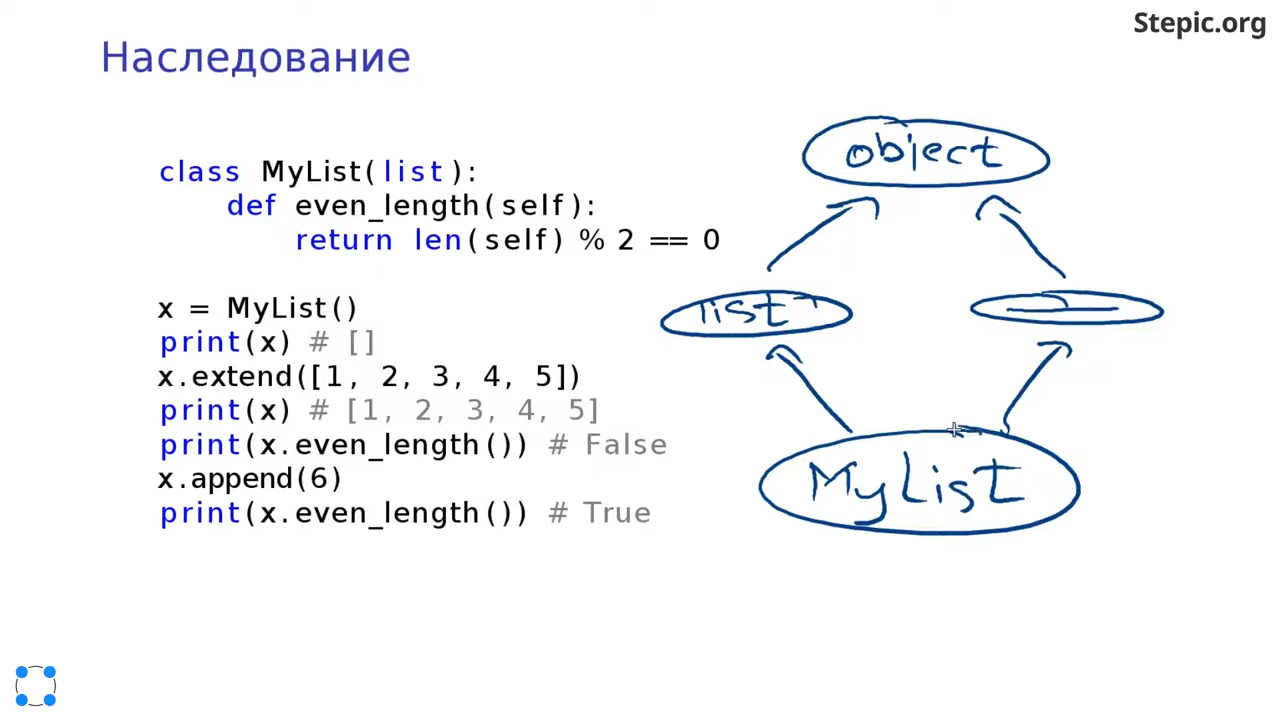 Stepic.org
Наследование
class MyList(list):
    def even_length(self):
        return len(self) % 2 == 0
x = MyList()
print(x) # []
x.extend([1, 2, 3, 4, 5])
print(x) # [1, 2, 3, 4, 5]
print(x.even_length()) # False
x.append(6)
print(x.even_length()) # True
object
list
MyList